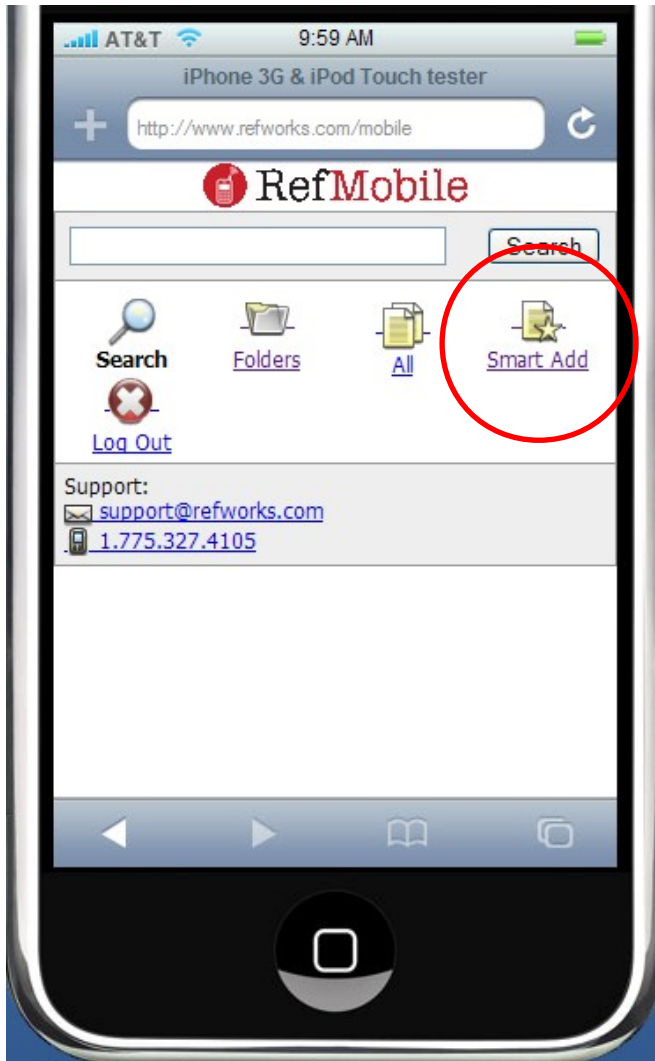 AT&T 9:59 AM
iPhone 3G & iPod Touch tester
http://www.refworks.com/mobile
RefMobile
Search
Search Folders All Smart Add
Log Out
Support:
support@refworks.com
1.775.327.4105